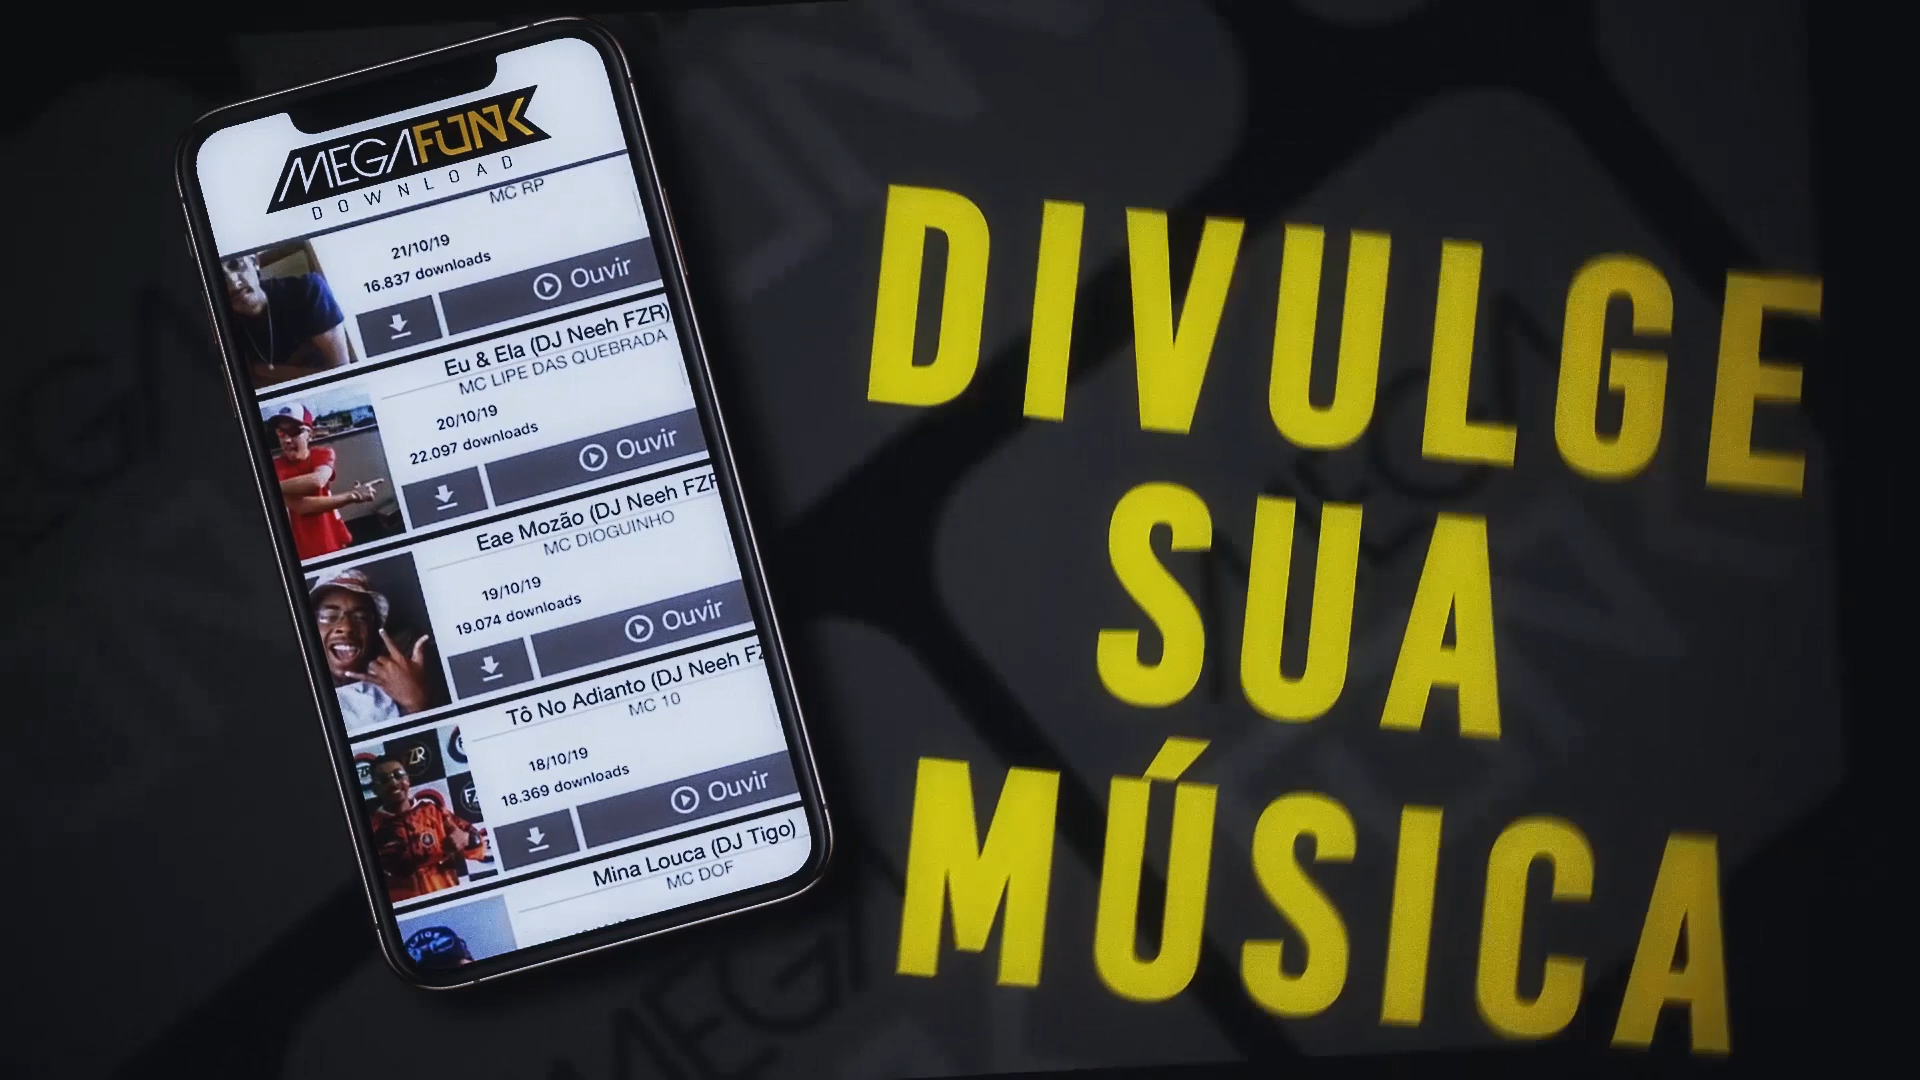 MEGAFUNK
DOWNLOAD
MC RP
21/10/19
16.837 downloads
Ouvir
Eu & Ela (DJ Neeh FZR)
MC LIPE DAS QUEBRADA
20/10/19
22.097 downloads
Ouvir
Eae Mozão (DJ Neeh FZR
MC DIOGUINHO
19/10/19
19.074 downloads
Ouvir
Tô No Adianto (DJ Neeh FZ
MC 10
18/10/19
18.369 downloads
Ouvir
Mina Louca (DJ Tigo)
MC DOF
DIVULGE
SUA
MÚSICA
MEGA